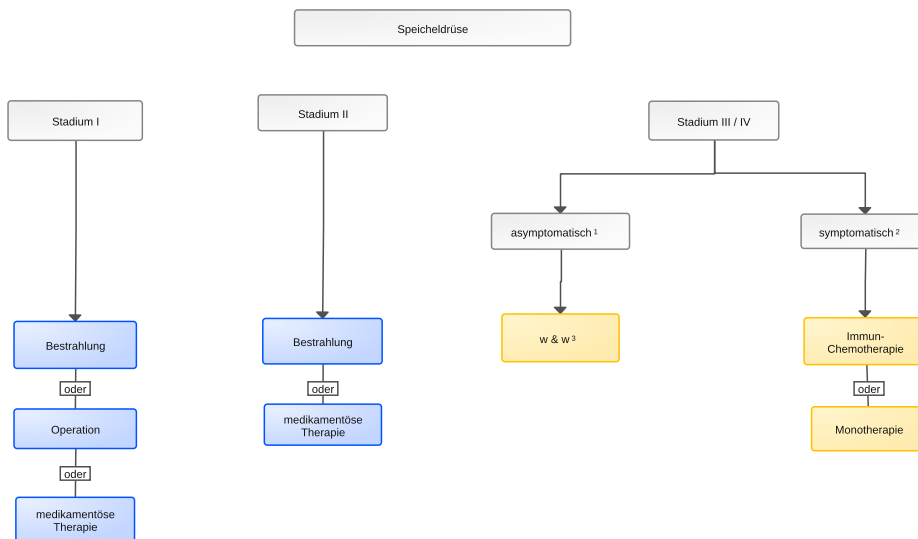 Speicheldrüse
Stadium I
Stadium II
Stadium III / IV
asymptomatisch 1
symptomatisch 2
Bestrahlung
oder
Operation
oder
medikamentöse
Therapie
Bestrahlung
oder
medikamentöse
Therapie
w & w 3
Immun-
Chemotherapie
oder
Monotherapie